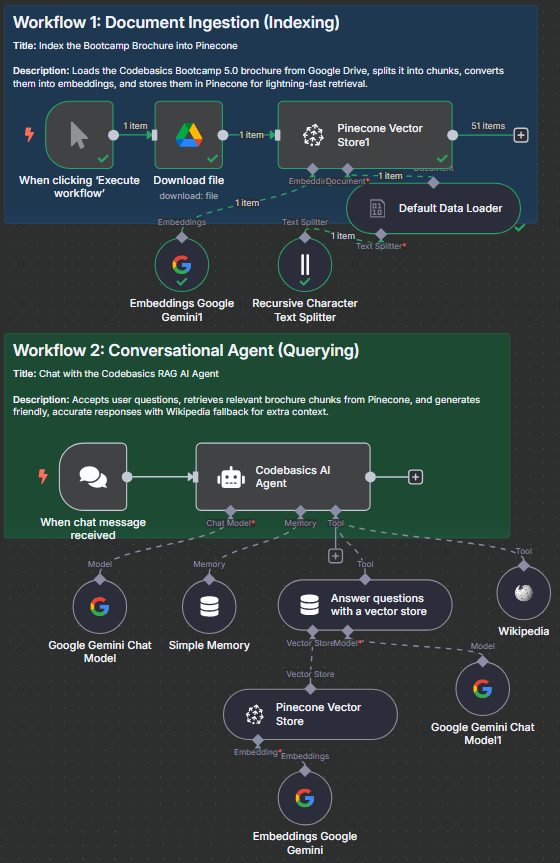 Workflow 1: Document Ingestion (Indexing)
Title: Index the Bootcamp Brochure into Pinecone
Description: Loads the Codebasics Bootcamp 5.0 brochure from Google Drive, splits it into chunks, converts
them into embeddings, and stores them in Pinecone for lightning-fast retrieval.
1 item
1 item
Pinecone Vector
Store1
51 items
When clicking ‘Execute
workflow’
Download file
download: file
Document*
Document
1 item
1 item
Default Data Loader
Embeddings
Text Splitter
1 item
Text Splitter*
Embeddings Google
Gemini1
Recursive Character
Text Splitter
Workflow 2: Conversational Agent (Querying)
Title: Chat with the Codebasics RAG AI Agent
Description: Accepts user questions, retrieves relevant brochure chunks from Pinecone, and generates
friendly, accurate responses with Wikipedia fallback for extra context.
Codebasics AI
Agent
When chat message
received
Chat Model*
Memory
Tool
Model
Memory
Tool
Tool
Answer questions
with a vector store
Google Gemini Chat
Model
Simple Memory
Wikipedia
Vector Store
Model*
Model
Vector Store
Google Gemini Chat
Model1
Pinecone Vector
Store
Embedding*
Embeddings
Embeddings Google
Gemini